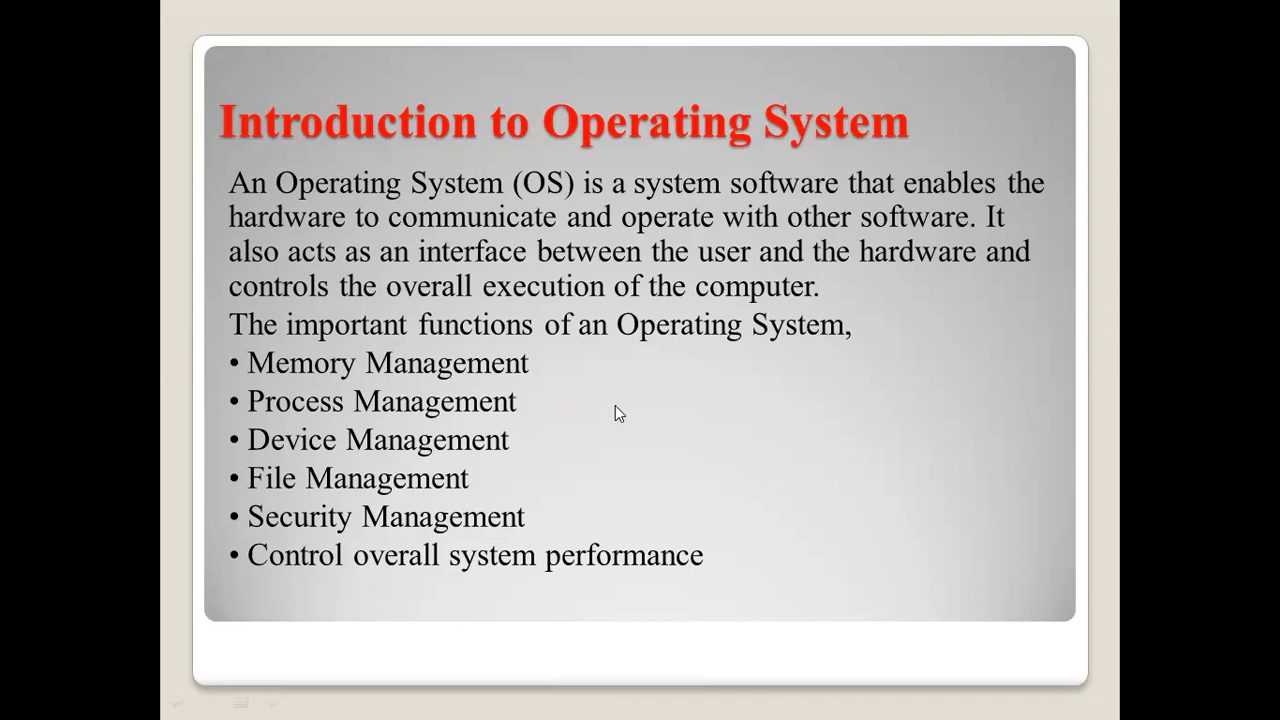 Introduction to Operating System
An Operating System (OS) is a system software that enables the
hardware to communicate and operate with other software. It
also acts as an interface between the user and the hardware and
controls the overall execution of the computer.
The important functions of an Operating System,
• Memory Management
• Process Management
• Device Management
• File Management
• Security Management
• Control overall system performance